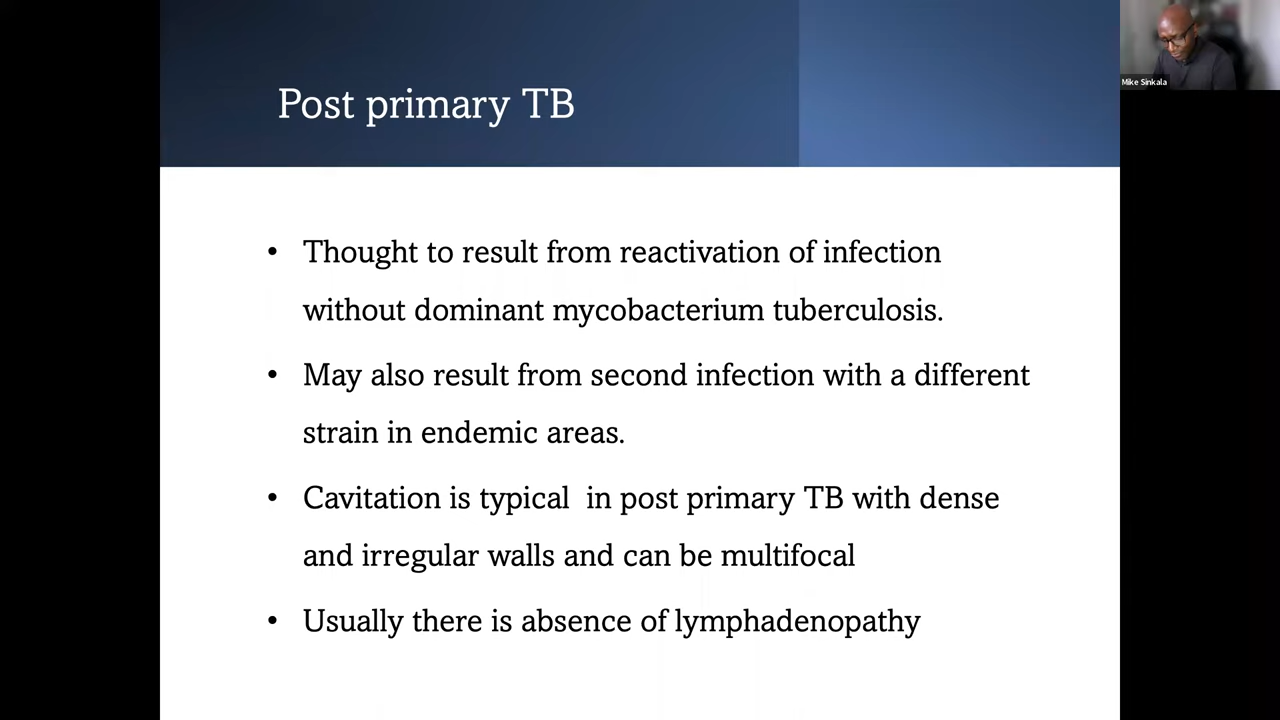 Post primary TB
Mike Sinkala
• Thought to result from reactivation of infection
without dominant mycobacterium tuberculosis.
• May also result from second infection with a different
strain in endemic areas.
• Cavitation is typical  in post primary TB with dense
and irregular walls and can be multifocal
• Usually there is absence of lymphadenopathy